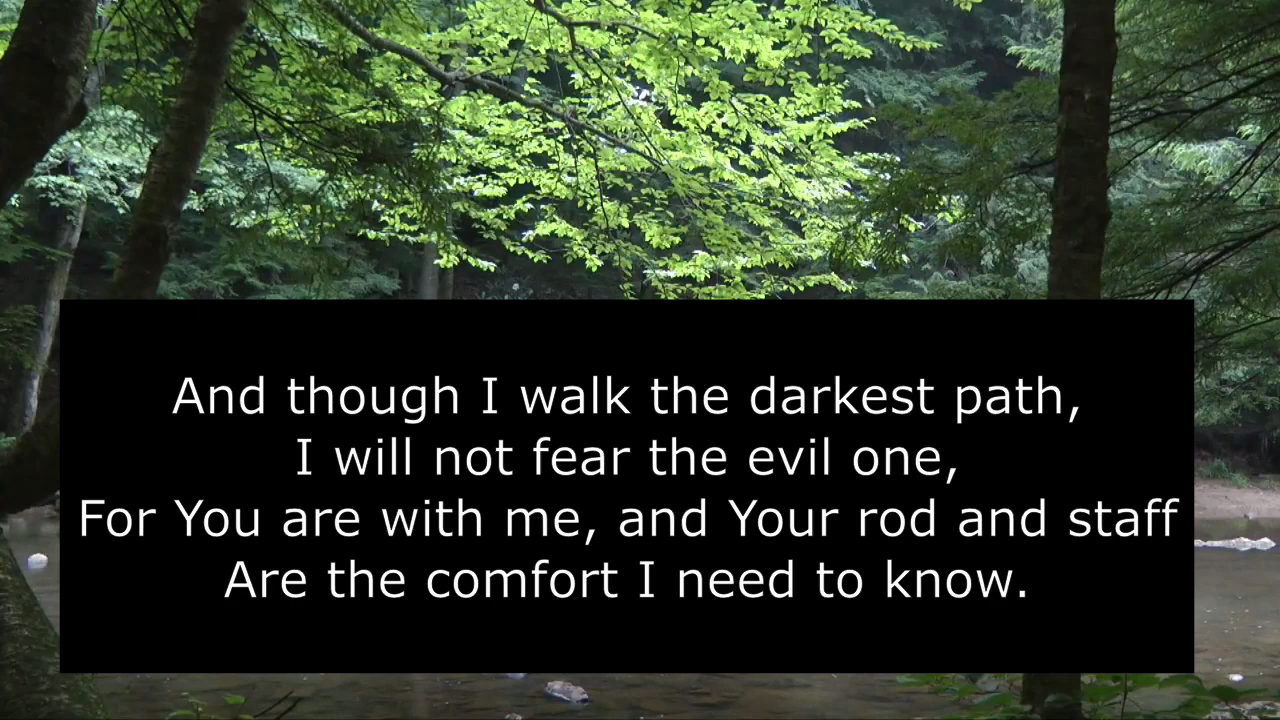 And though I walk the darkest path,
I will not fear the evil one,
For You are with me, and Your rod and staff
Are the comfort I need to know.